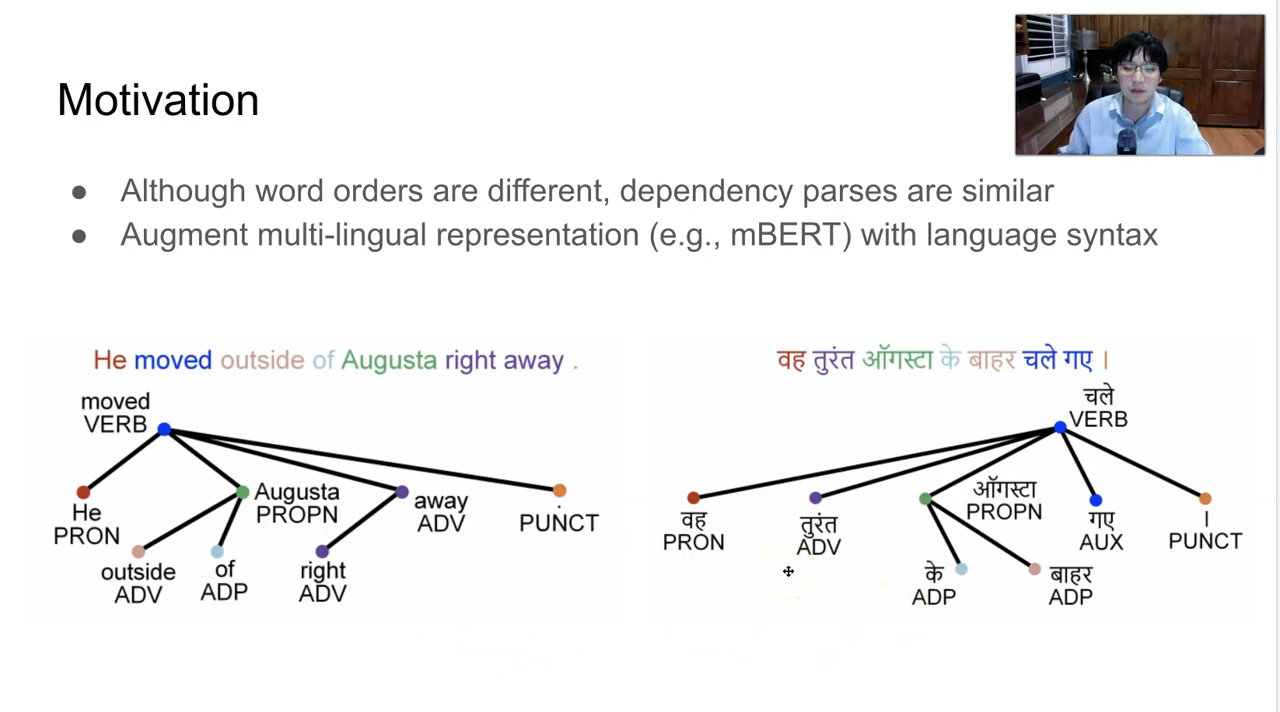 Motivation
● Although word orders are different, dependency parses are similar
● Augment multi-lingual representation (e.g., mBERT) with language syntax
He moved outside of Augusta right away .
moved
VERB
He
PRON
Augusta
PROPN
away
ADV
.
PUNCT
outside
ADV
of
ADP
right
ADV
वह तुरंत ऑगस्टा के बाहर चले गए ।
चले
VERB
वह
PRON
तुरंत
ADV
ऑगस्टा
PROPN
गए
AUX
।
PUNCT
के
ADP
बाहर
ADP